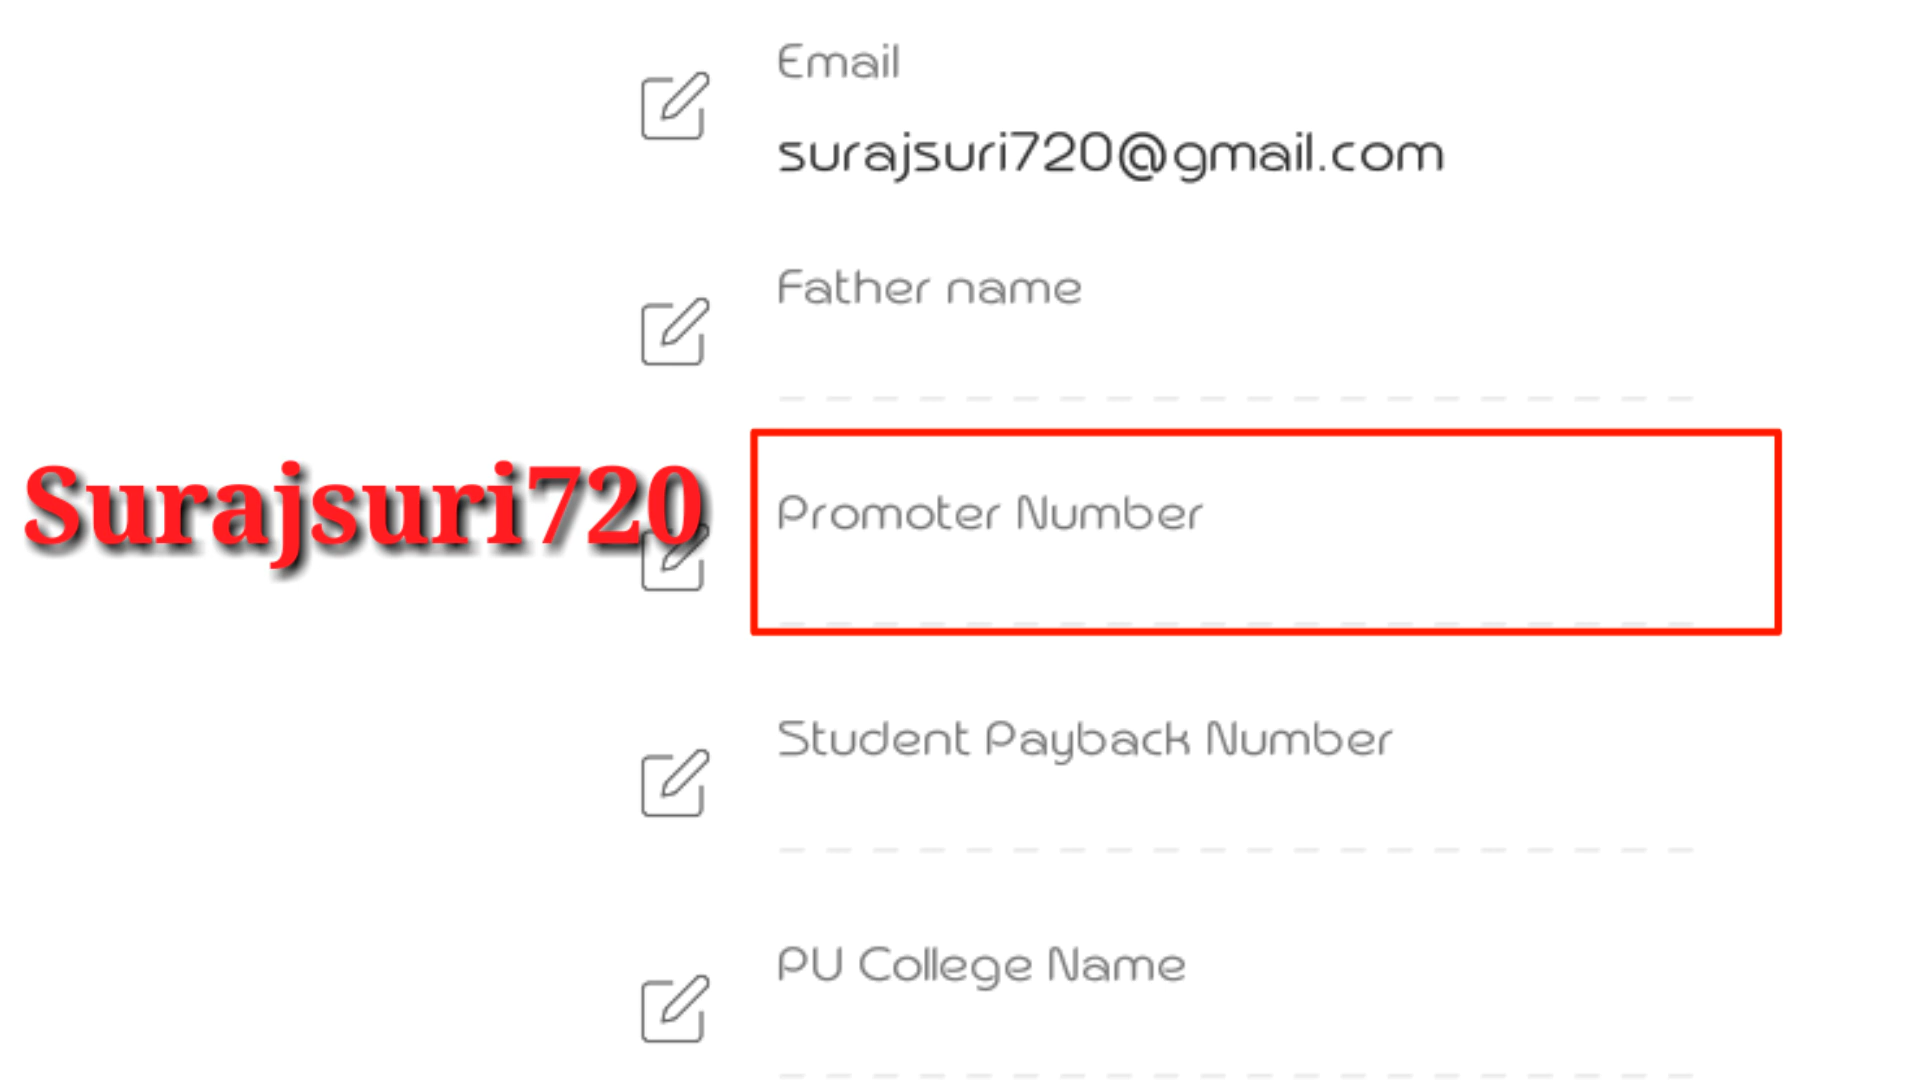 Email
surajsuri720@gmail.com
Father name
Surajsuri720
Promoter Number
Student Payback Number
PU College Name